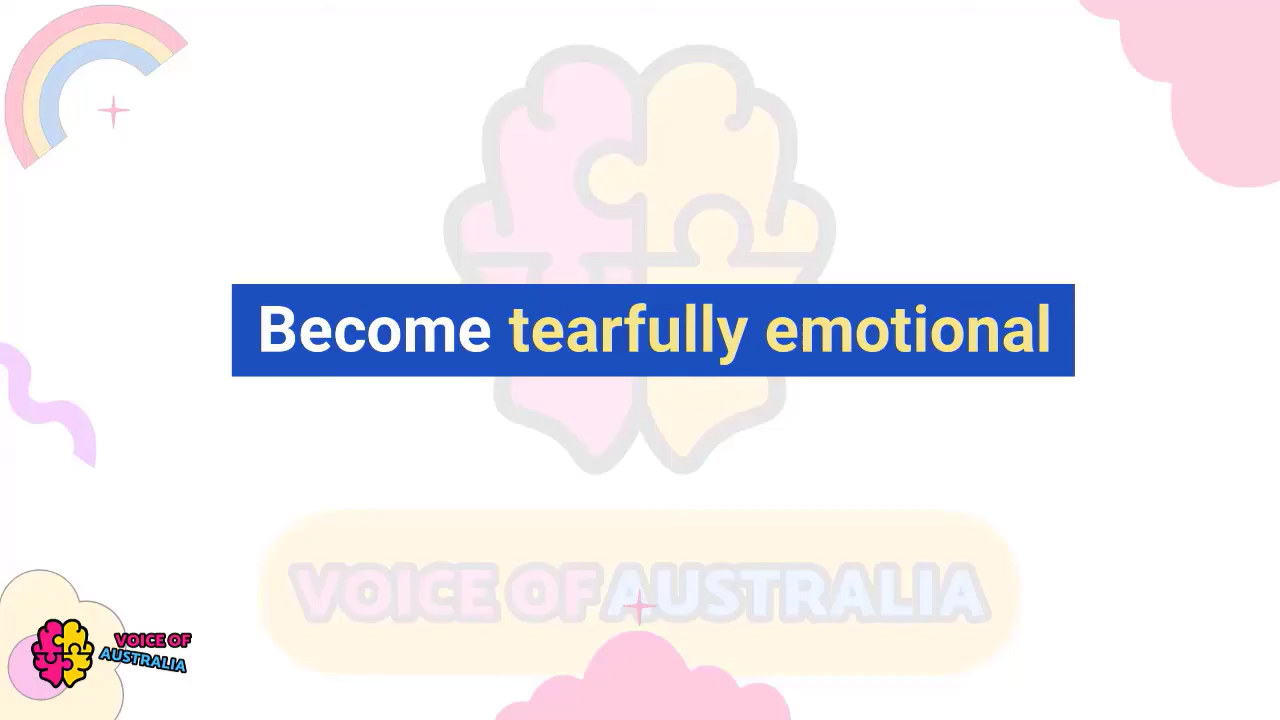 Become tearfully emotional
VOICE OF AUSTRALIA
VOICE OF
AUSTRALIA